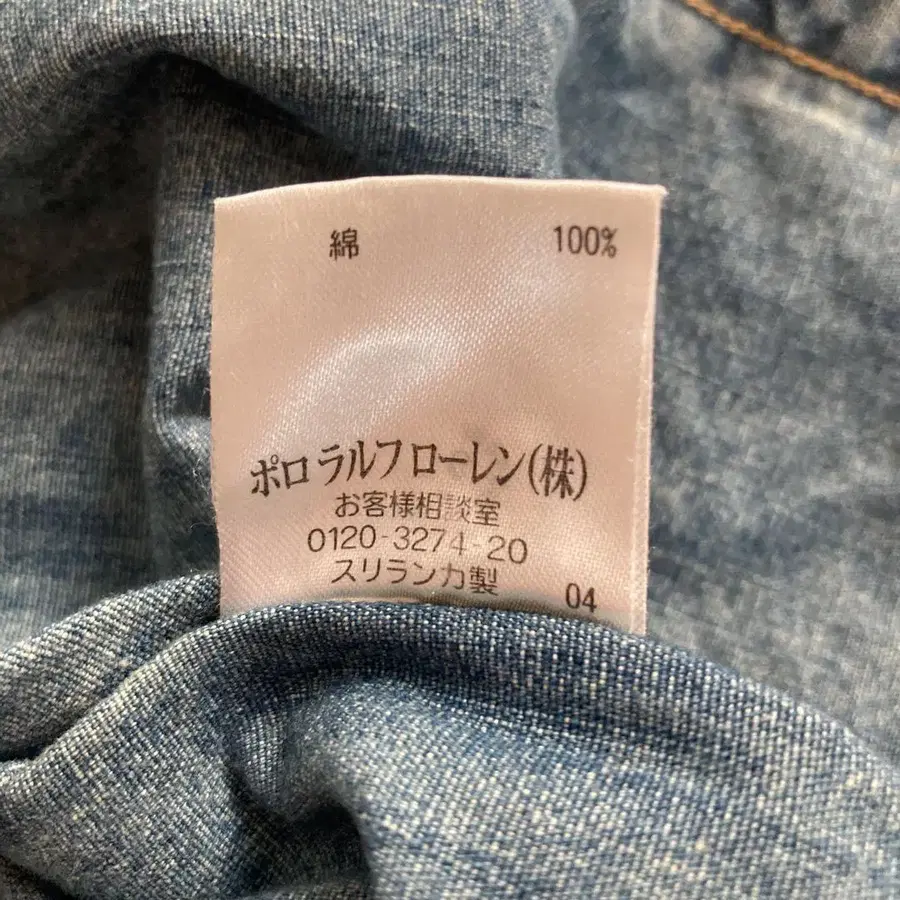 綿 100%
ポロ ラルフ ローレン(株)
お客様相談室
0120-3274-20
スリランカ製 04